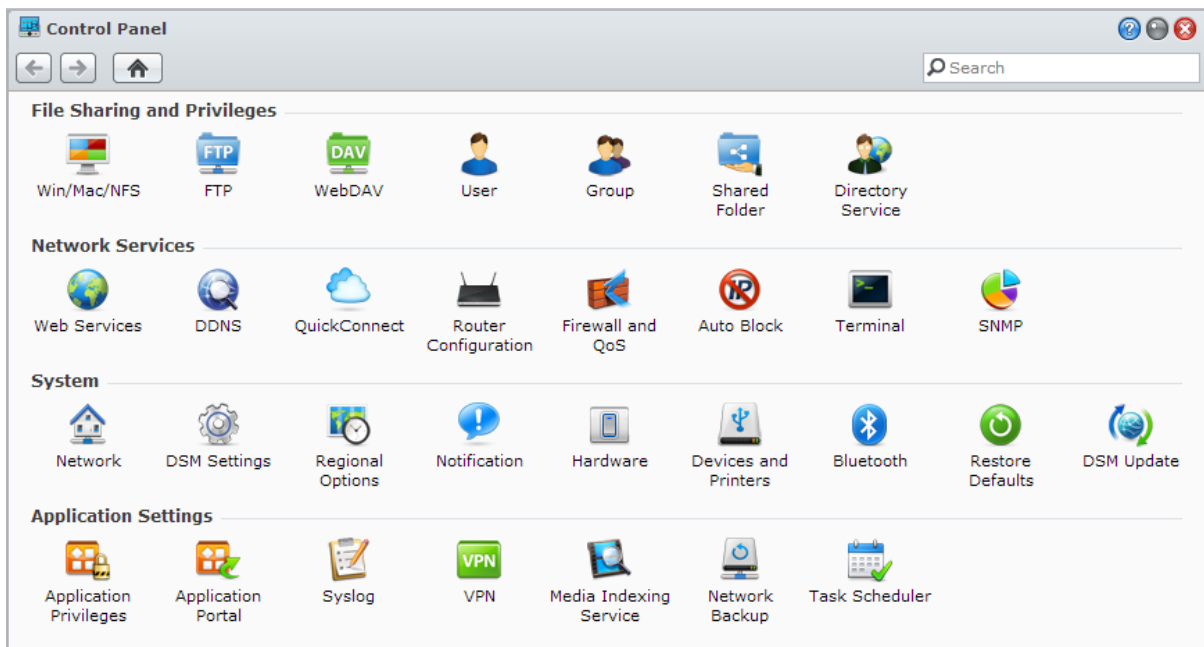 Control Panel
Search
File Sharing and Privileges
FTP
DAV
Win/Mac/NFS
FTP
WebDAV
User
Group
Shared
Folder
Directory
Service
Network Services
IP
Web Services
DDNS
QuickConnect
Router
Configuration
Firewall and
QoS
Auto Block
Terminal
SNMP
System
Network
DSM Settings
Regional
Options
Notification
Hardware
Devices and
Printers
Bluetooth
Restore
Defaults
DSM Update
Application Settings
VPN
Application
Privileges
Application
Portal
Syslog
VPN
Media Indexing
Service
Network
Backup
Task Scheduler